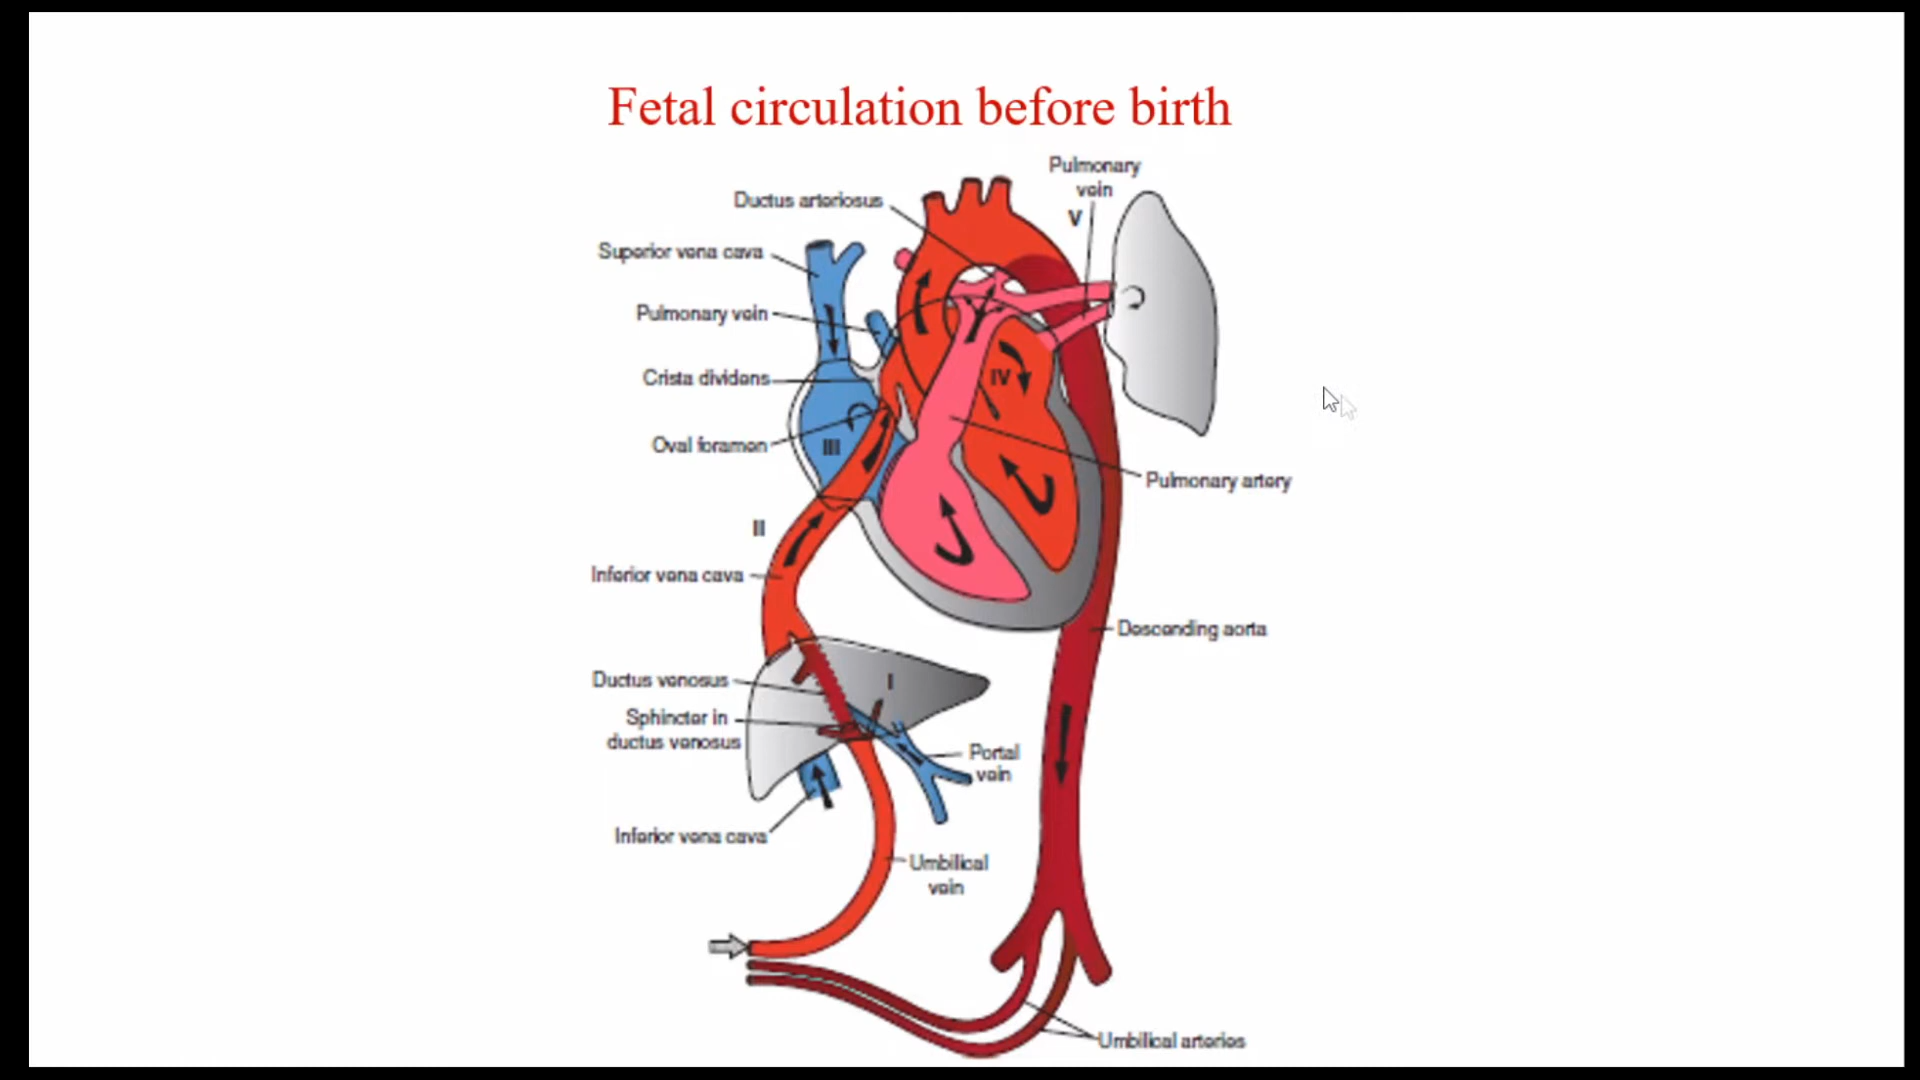 Fetal circulation before birth
Pulmonary
vein
Ductus arteriosus
V
Superior vena cava
Pulmonary vein
Crista dividens
IV
Oval foramen
III
Pulmonary artery
II
Inferior vena cava
Descending aorta
Ductus venosus
I
Sphincter in
ductus venosus
Portal
vein
Inferior vena cava
Umbilical
vein
Umbilical arteries